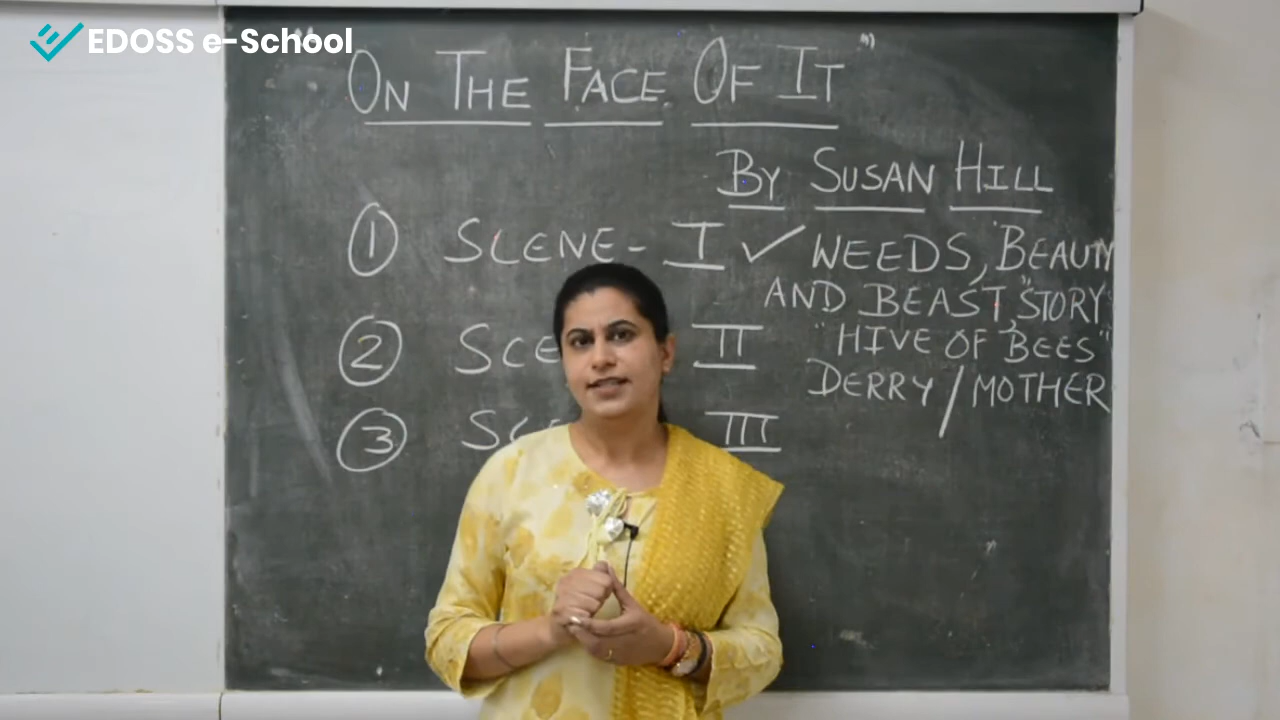 EDOSS e-School
"ON THE FACE OF IT"
BY SUSAN HILL
① SCENE - I ✓ WEEDS, BEAUTY
AND BEAST, "STORY"
② SCE II "HIVE OF BEES"
DERRY / MOTHER
③ SCE III